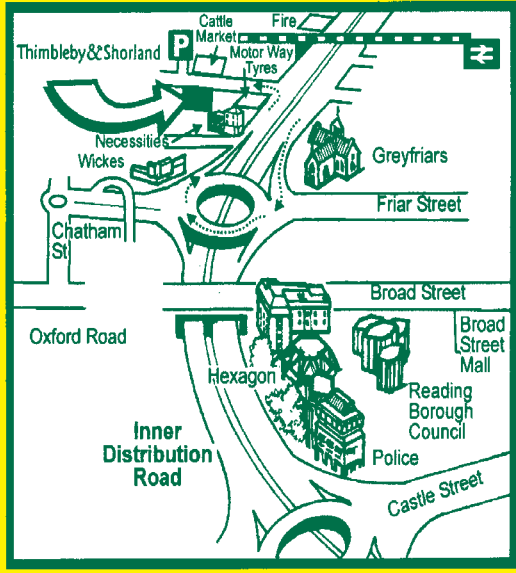 Cattle
Market
Fire
Thimbleby&Shorland
P
Motor Way
Tyres
Necessities
Wickes
Greyfriars
Friar Street
Chatham
St
Broad Street
Oxford Road
Broad
Street
Mall
Hexagon
Reading
Borough
Council
Inner
Distribution
Road
Police
Castle Street